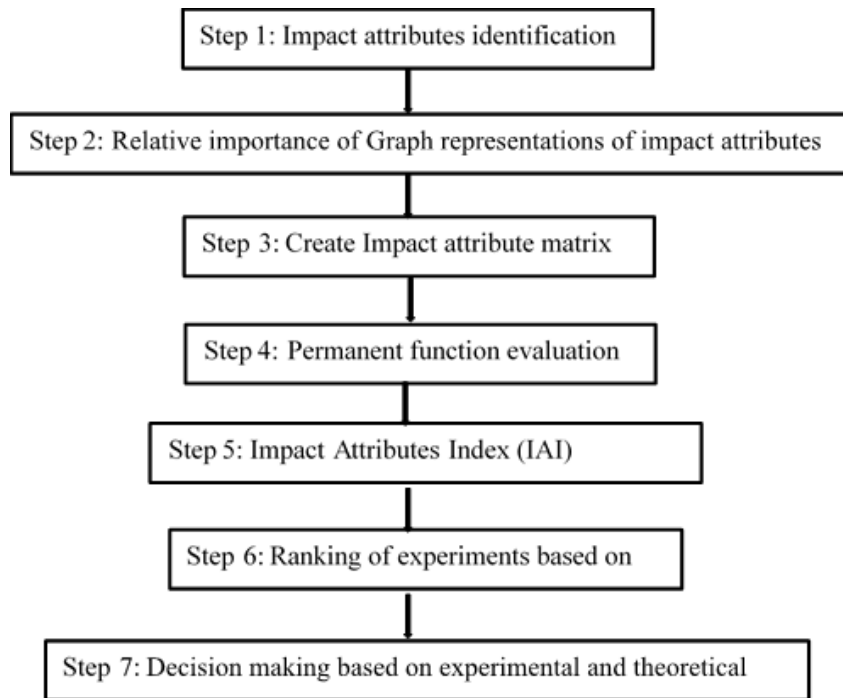 Step 1: Impact attributes identification
Step 2: Relative importance of Graph representations of impact attributes
Step 3: Create Impact attribute matrix
Step 4: Permanent function evaluation
Step 5: Impact Attributes Index (IAI)
Step 6: Ranking of experiments based on
Step 7: Decision making based on experimental and theoretical